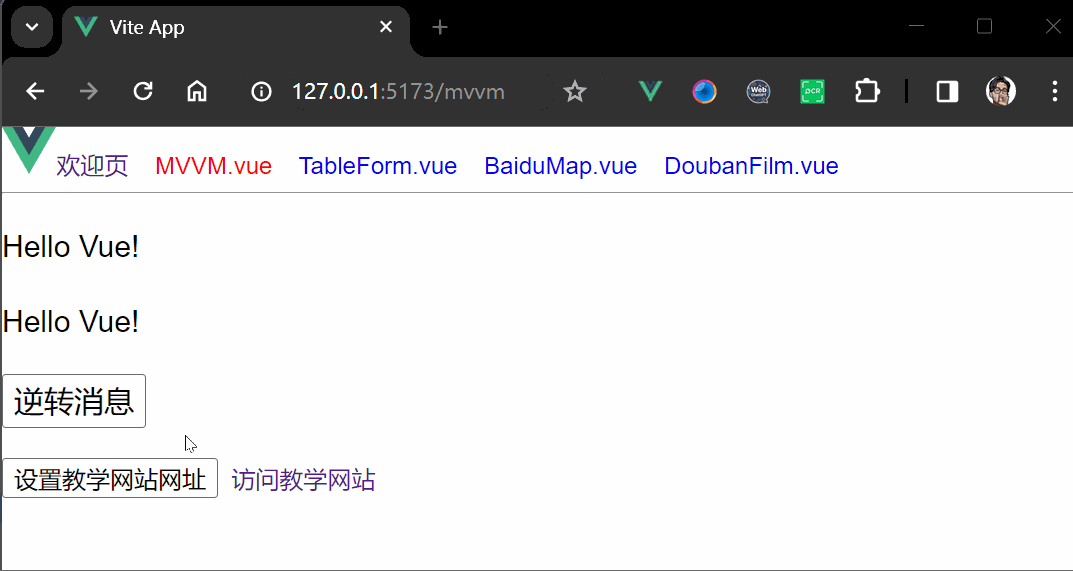 Vite App
127.0.0.1:5173/mvvm
Web
OCR
欢迎页 MVVM.vue TableForm.vue BaiduMap.vue DoubanFilm.vue
Hello Vue!
Hello Vue!
逆转消息
设置教学网站网址 访问教学网站